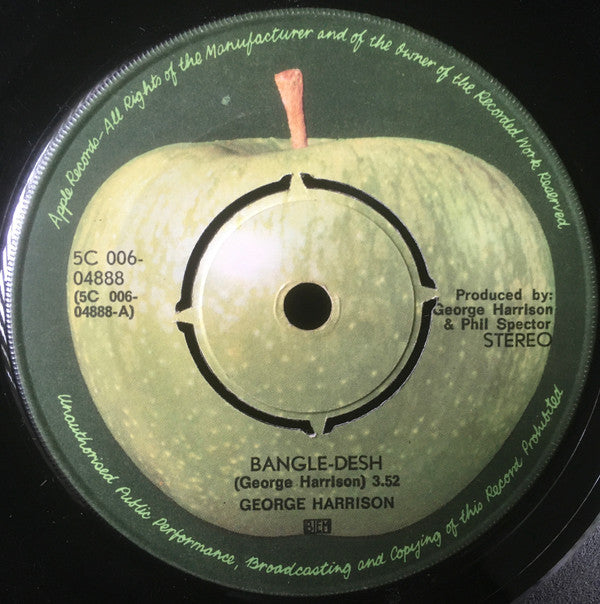 Apple Records-All Rights of the Manufacturer and of the Owner of the Recorded Work Reserved
5C 006-
04888
(5C 006-
04888-A)
Produced by:
George Harrison
& Phil Spector
STEREO
BANGLE-DESH
(George Harrison) 3.52
GEORGE HARRISON
Unauthorised Public Performance, Broadcasting and Copying of this Record Prohibited